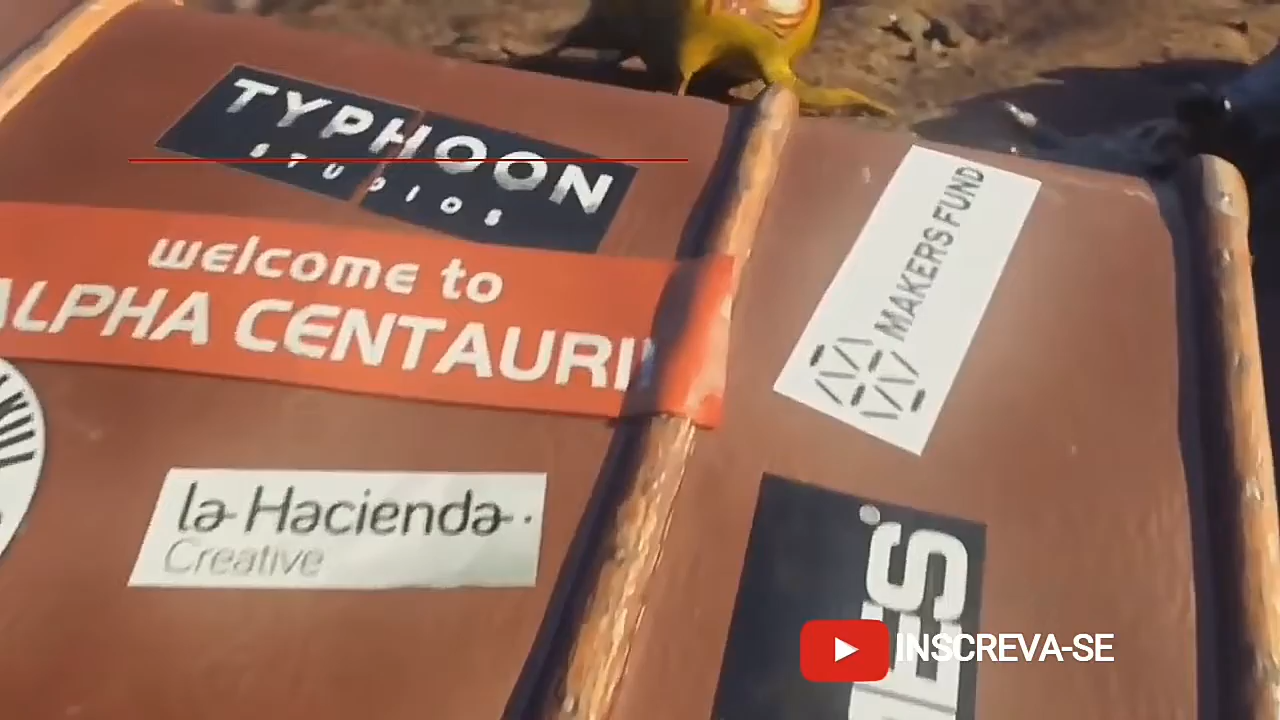 TYPHOON
STUDIOS
welcome to
ALPHA CENTAURI!
la Hacienda
Creative
MAKERS FUND
INSCREVA-SE